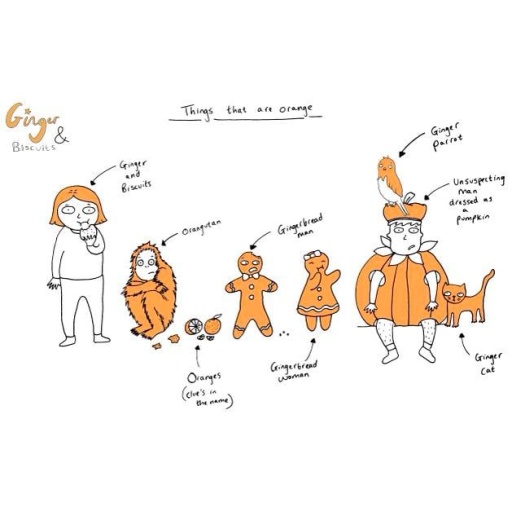 Ginger
&
Biscuits
Things that are orange
Ginger
and
Biscuits
Orangutan
Oranges
(clue's in
the name)
Gingerbread
man
Gingerbread
woman
Ginger
parrot
Unsuspecting
man
dressed as
a
pumpkin
Ginger
cat